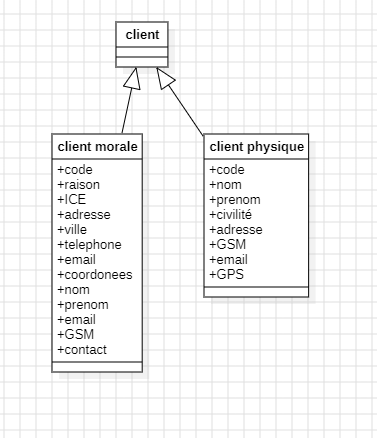 client
client morale
+code
+raison
+ICE
+adresse
+ville
+telephone
+email
+coordonees
+nom
+prenom
+email
+GSM
+contact
client physique
+code
+nom
+prenom
+civilité
+adresse
+GSM
+email
+GPS